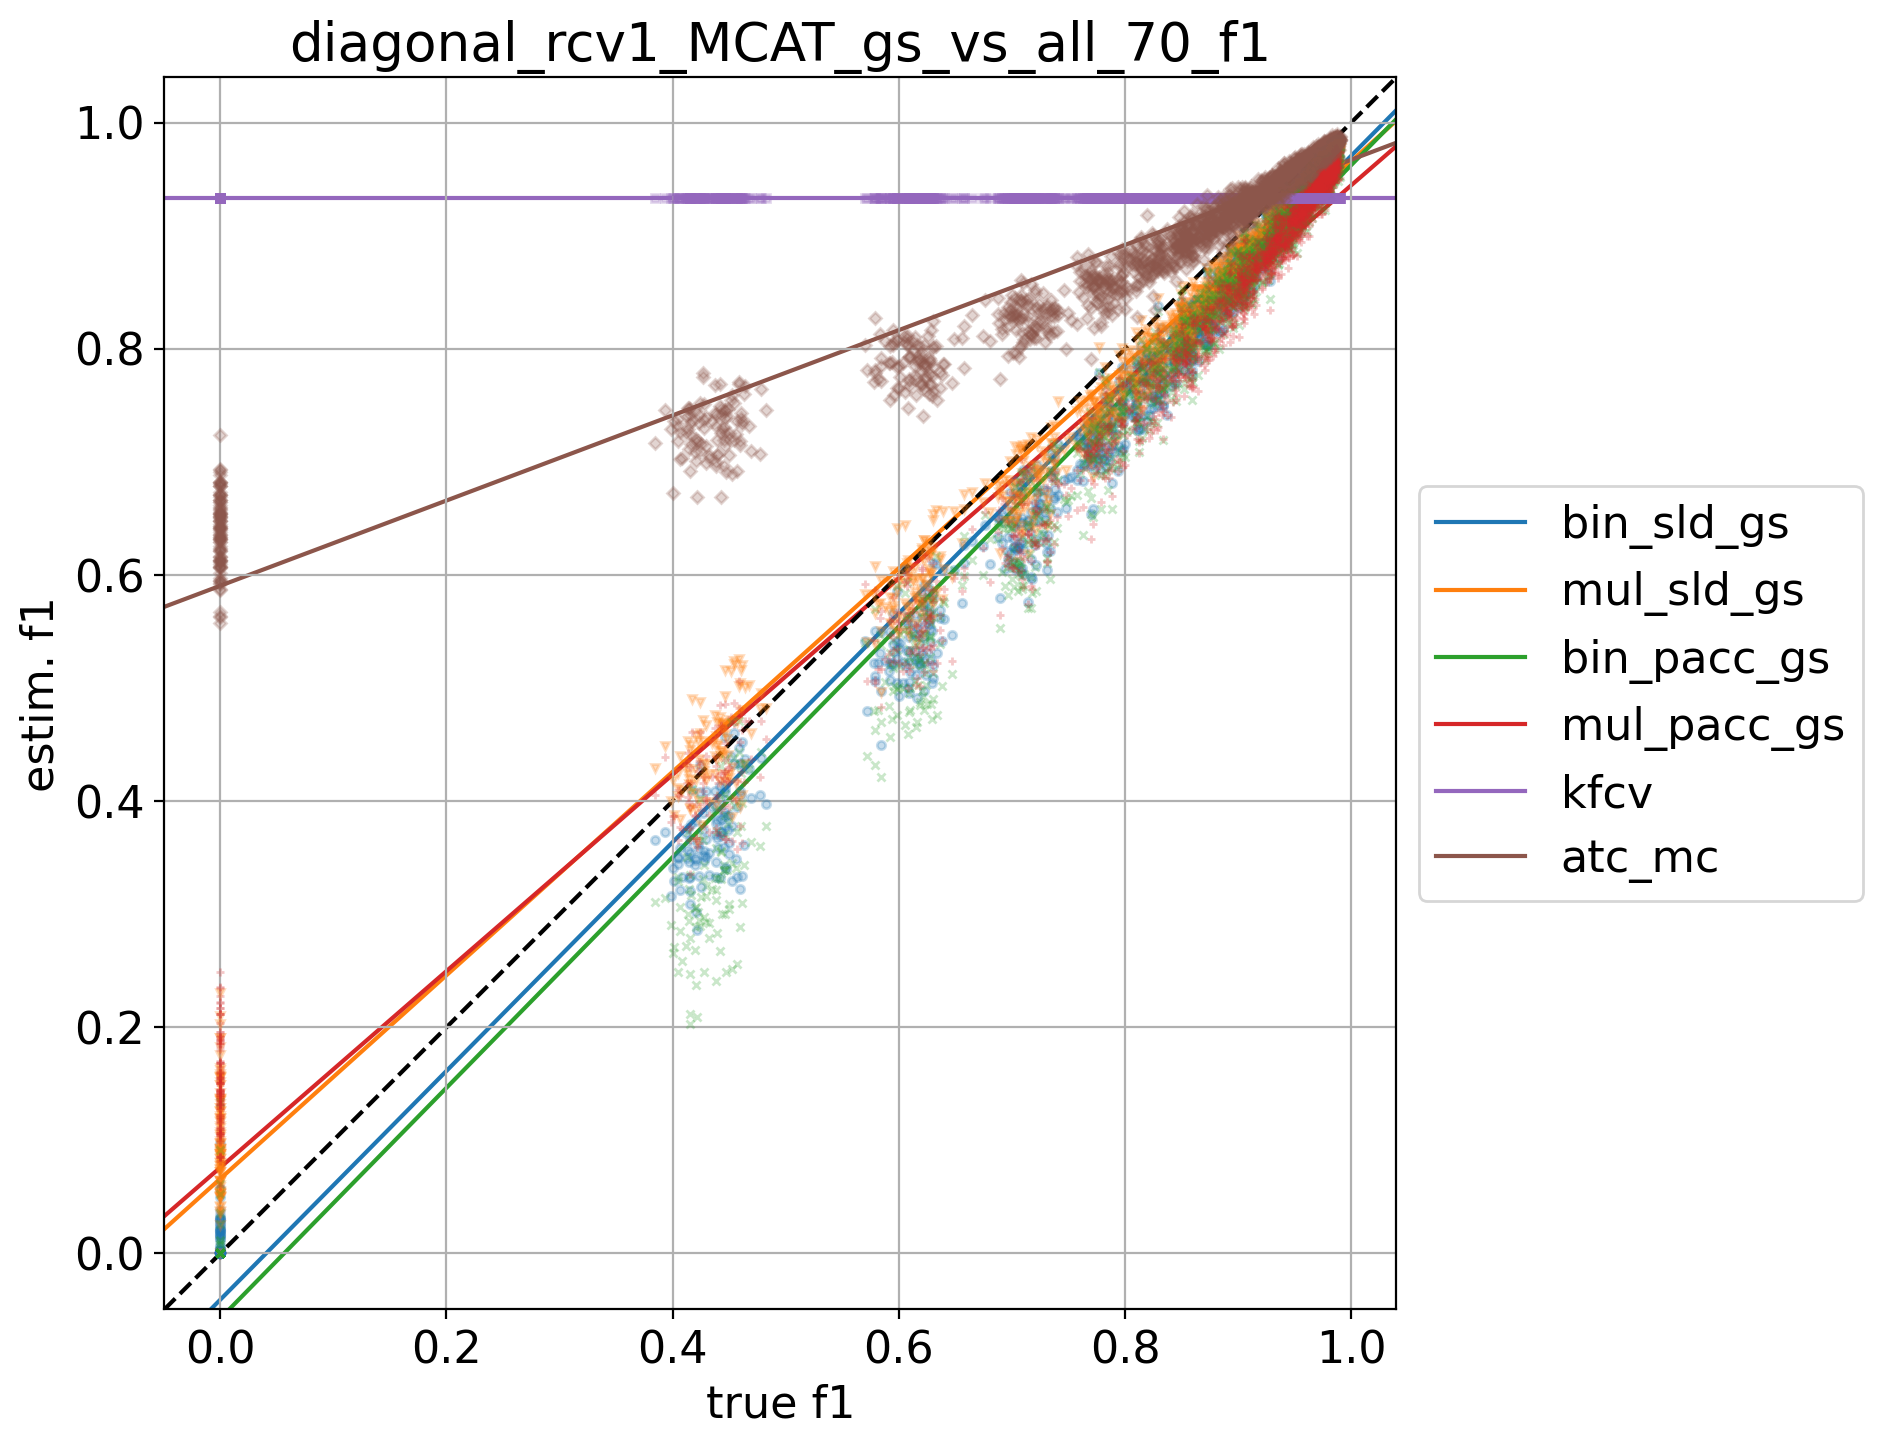 diagonal_rcv1_MCAT_gs_vs_all_70_f1
1.0
0.8
0.6
0.4
0.2
0.0
estim. f1
0.0 0.2 0.4 0.6 0.8 1.0
true f1
bin_sld_gs
mul_sld_gs
bin_pacc_gs
mul_pacc_gs
kfcv
atc_mc